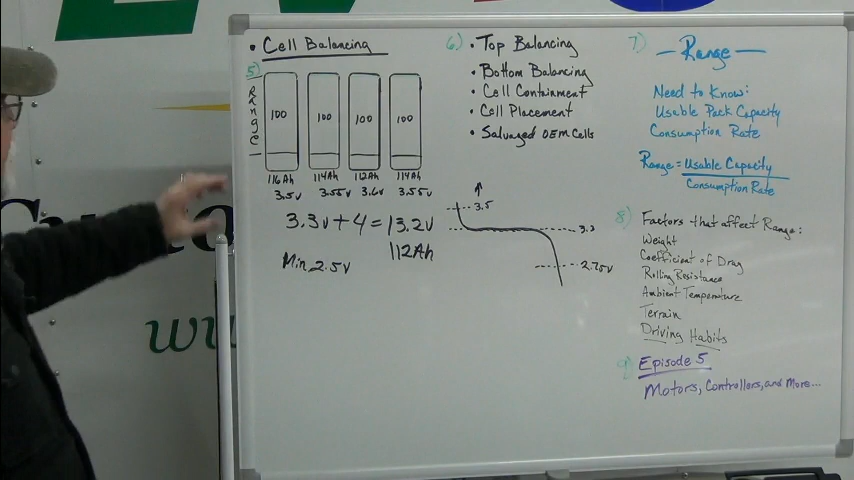 • Cell Balancing
5)
Range
100 100 100 100
116Ah 114Ah 112Ah 114Ah
3.5v 3.55v 3.6v 3.55v
3.3v+4=13.2v
112Ah
Min 2.5v
6) • Top Balancing
• Bottom Balancing
• Cell Containment
• Cell Placement
• Salvaged OEM Cells
3.5
3.3
2.75v
7) —Range—
Need to Know:
Usable Pack Capacity
Consumption Rate
Range = Usable Capacity
Consumption Rate
8) Factors that affect Range:
Weight
Coefficient of Drag
Rolling Resistance
Ambient Temperature
Terrain
Driving Habits
9) Episode 5
Motors, Controllers, and More...